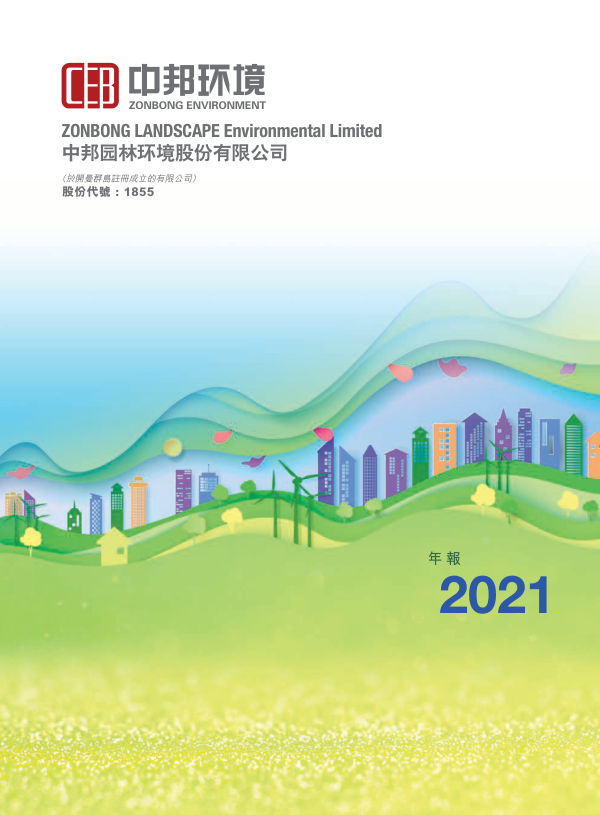 CEB
中邦环境
ZONBONG ENVIRONMENT
ZONBONG LANDSCAPE Environmental Limited
中邦园林环境股份有限公司
(於開曼群島註冊成立的有限公司)
股份代號：1855
年報
2021